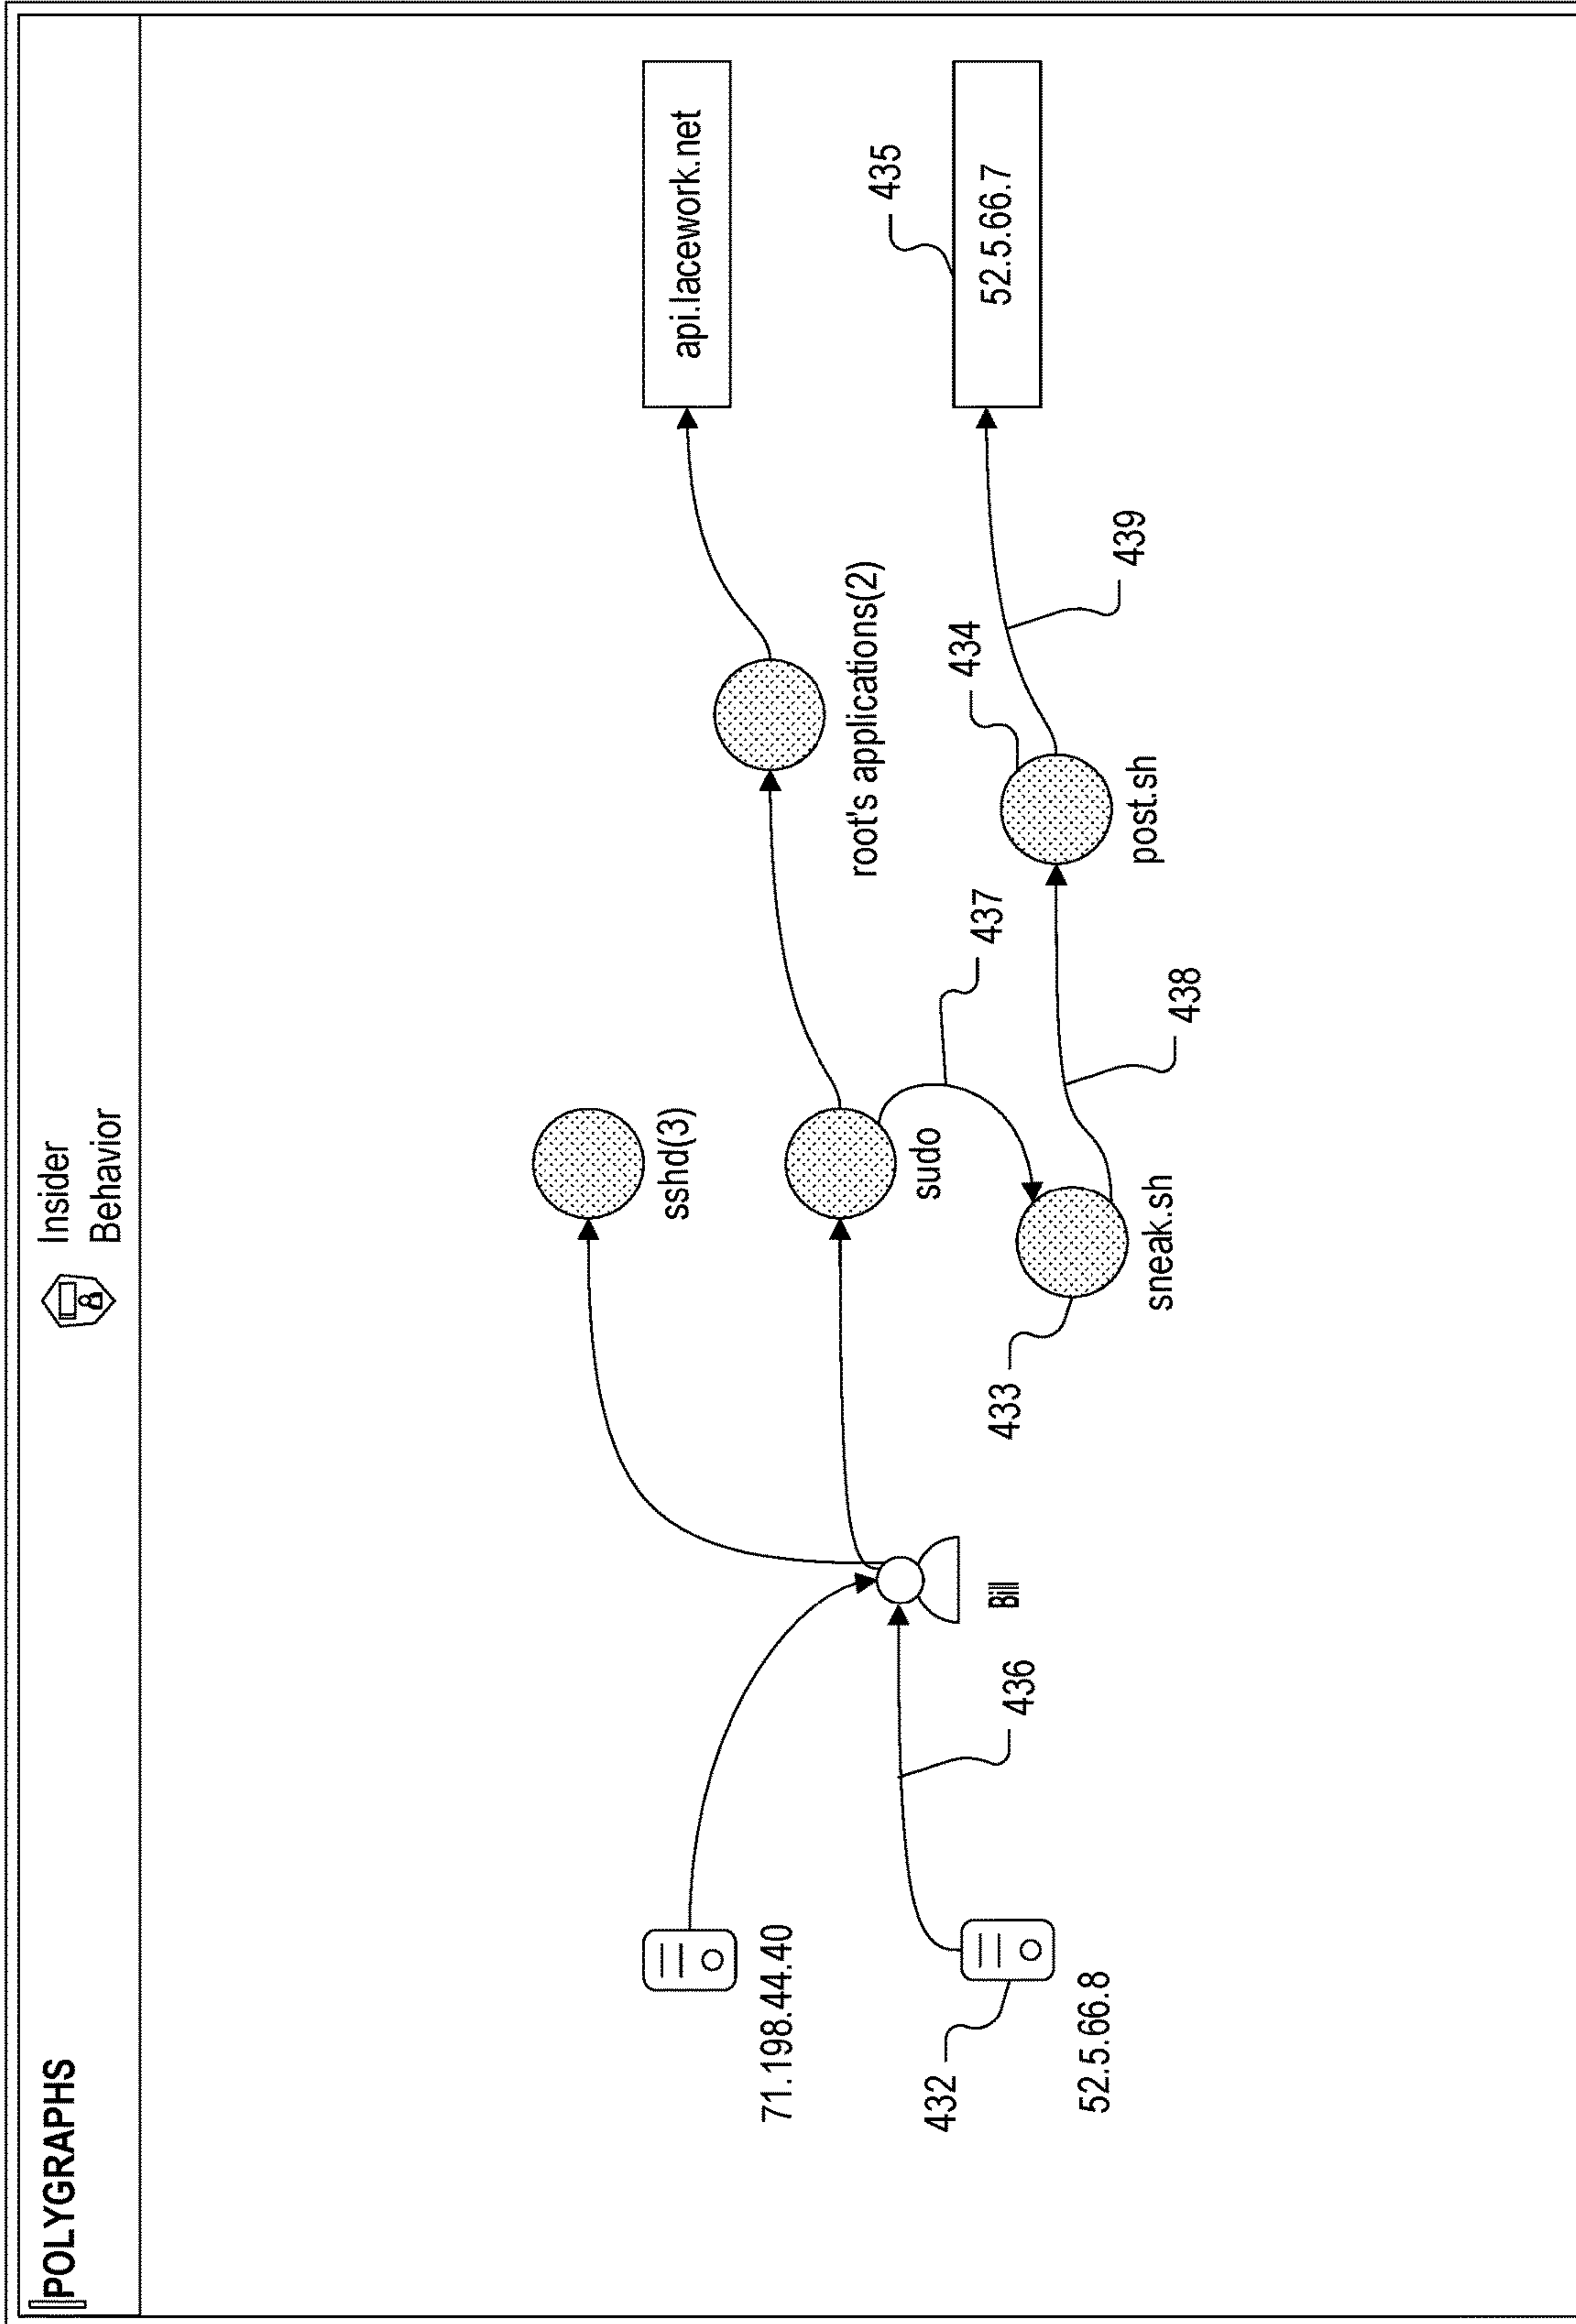 POLYGRAPHS
Insider
Behavior
71.198.44.40
432
52.5.66.8
436
Bill
sshd(3)
sudo
433
sneak.sh
437
438
root's applications(2)
434
post.sh
439
api.lacework.net
435
52.5.66.7